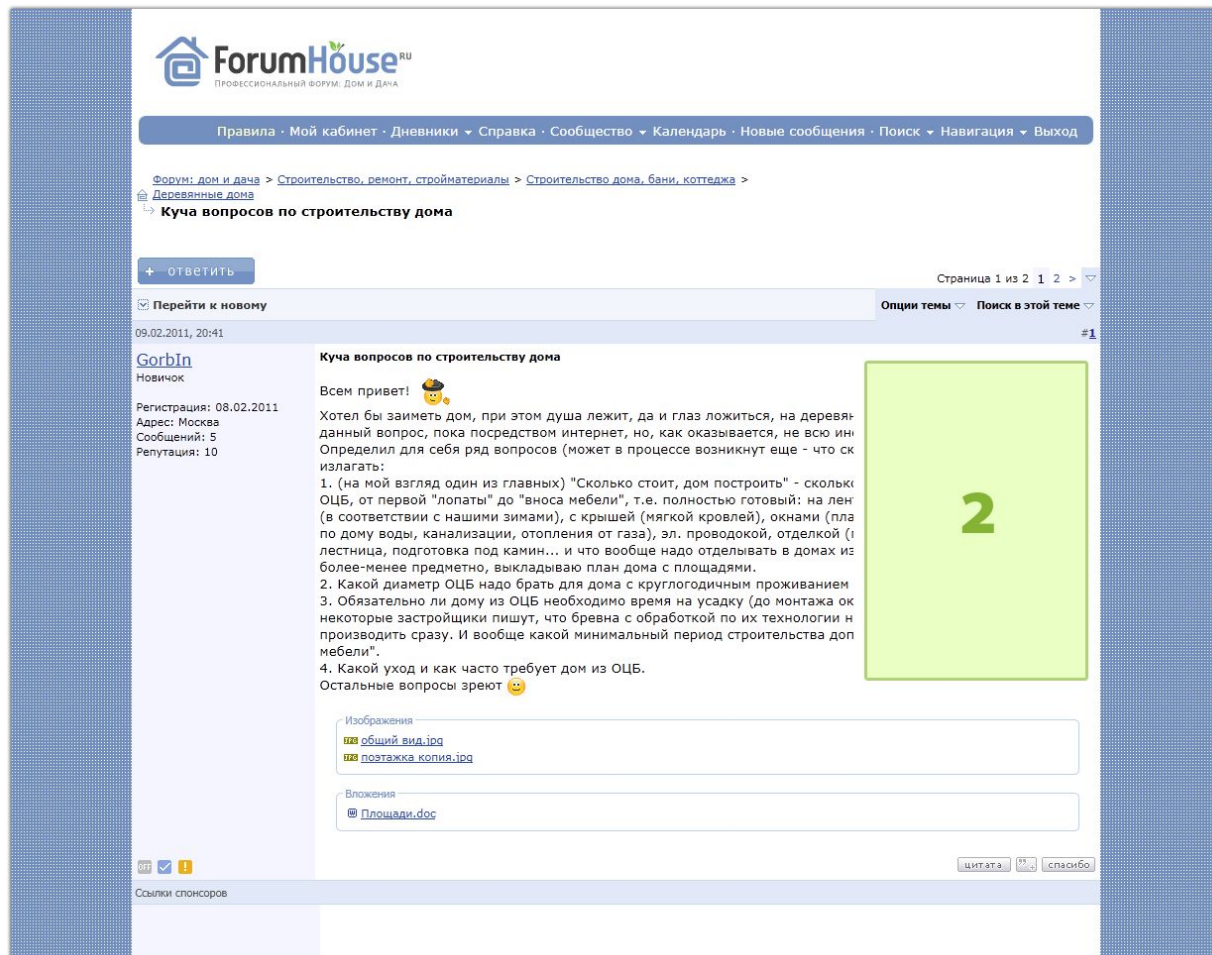 ForumHouse RU
ПРОФЕССИОНАЛЬНЫЙ ФОРУМ: ДОМ И ДАЧА
Правила · Мой кабинет · Дневники · Справка · Сообщество · Календарь · Новые сообщения · Поиск · Навигация · Выход
Форум: дом и дача > Строительство, ремонт, стройматериалы > Строительство дома, бани, коттеджа >
Деревянные дома
Куча вопросов по строительству дома
+ ответить
Страница 1 из 2 1 2 >
Перейти к новому
Опции темы Поиск в этой теме
09.02.2011, 20:41
#1
GorbIn
Новичок
Регистрация: 08.02.2011
Адрес: Москва
Сообщений: 5
Репутация: 10
Куча вопросов по строительству дома
Всем привет!
Хотел бы заиметь дом, при этом душа лежит, да и глаз ложиться, на деревян
данный вопрос, пока посредством интернет, но, как оказывается, не всю ин
Определил для себя ряд вопросов (может в процессе возникнут еще - что ск
излагать:
1. (на мой взгляд один из главных) "Сколько стоит, дом построить" - скольк
ОЦБ, от первой "лопаты" до "вноса мебели", т.е. полностью готовый: на лен
(в соответствии с нашими зимами), с крышей (мягкой кровлей), окнами (пла
по дому воды, канализации, отопления от газа), эл. проводокой, отделкой (
лестница, подготовка под камин... и что вообще надо отделывать в домах из
более-менее предметно, выкладываю план дома с площадями.
2. Какой диаметр ОЦБ надо брать для дома с круглогодичным проживанием
3. Обязательно ли дому из ОЦБ необходимо время на усадку (до монтажа ок
некоторые застройщики пишут, что бревна с обработкой по их технологии н
производить сразу. И вообще какой минимальный период строительства доп
мебели".
4. Какой уход и как часто требует дом из ОЦБ.
Остальные вопросы зреют
2
Изображения
JPG общий вид.jpg
JPG поэтажка копия.jpg
Вложения
Площади.doc
OFF
цитата
спасибо
Ссылки спонсоров